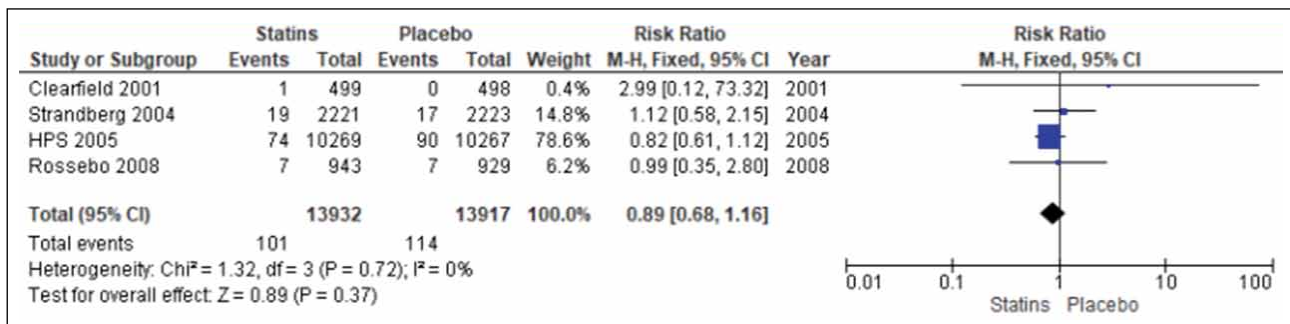 Statins Placebo Risk Ratio Risk Ratio
Study or Subgroup Events Total Events Total Weight M-H, Fixed, 95% CI Year M-H, Fixed, 95% CI
Clearfield 2001 1 499 0 498 0.4% 2.99 [0.12, 73.32] 2001
Strandberg 2004 19 2221 17 2223 14.8% 1.12 [0.58, 2.15] 2004
HPS 2005 74 10269 90 10267 78.6% 0.82 [0.61, 1.12] 2005
Rossebo 2008 7 943 7 929 6.2% 0.99 [0.35, 2.80] 2008
Total (95% CI) 13932 13917 100.0% 0.89 [0.68, 1.16]
Total events 101 114
Heterogeneity: Chi² = 1.32, df = 3 (P = 0.72); I² = 0%
Test for overall effect: Z = 0.89 (P = 0.37)
0.01 0.1 1 10 100
Statins Placebo